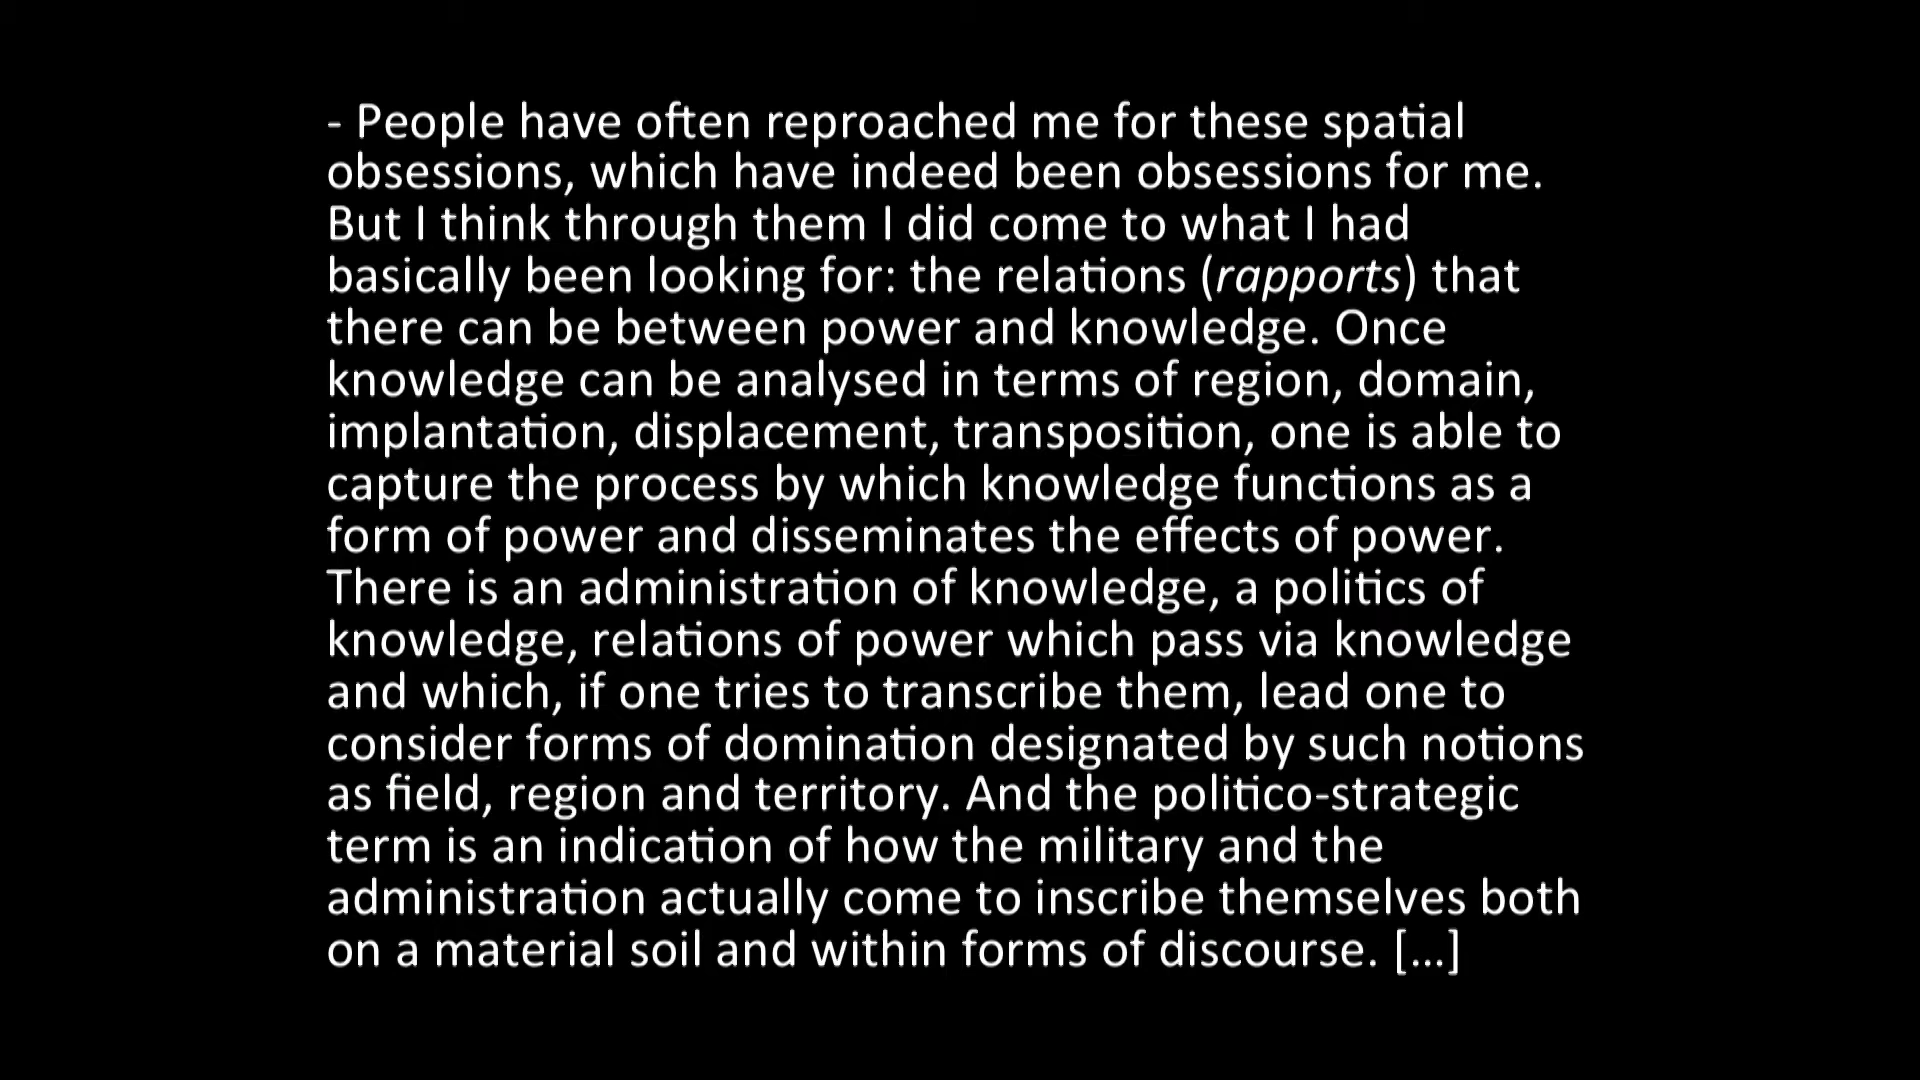 - People have often reproached me for these spatial
obsessions, which have indeed been obsessions for me.
But I think through them I did come to what I had
basically been looking for: the relations (rapports) that
there can be between power and knowledge. Once
knowledge can be analysed in terms of region, domain,
implantation, displacement, transposition, one is able to
capture the process by which knowledge functions as a
form of power and disseminates the effects of power.
There is an administration of knowledge, a politics of
knowledge, relations of power which pass via knowledge
and which, if one tries to transcribe them, lead one to
consider forms of domination designated by such notions
as field, region and territory. And the politico-strategic
term is an indication of how the military and the
administration actually come to inscribe themselves both
on a material soil and within forms of discourse. […]